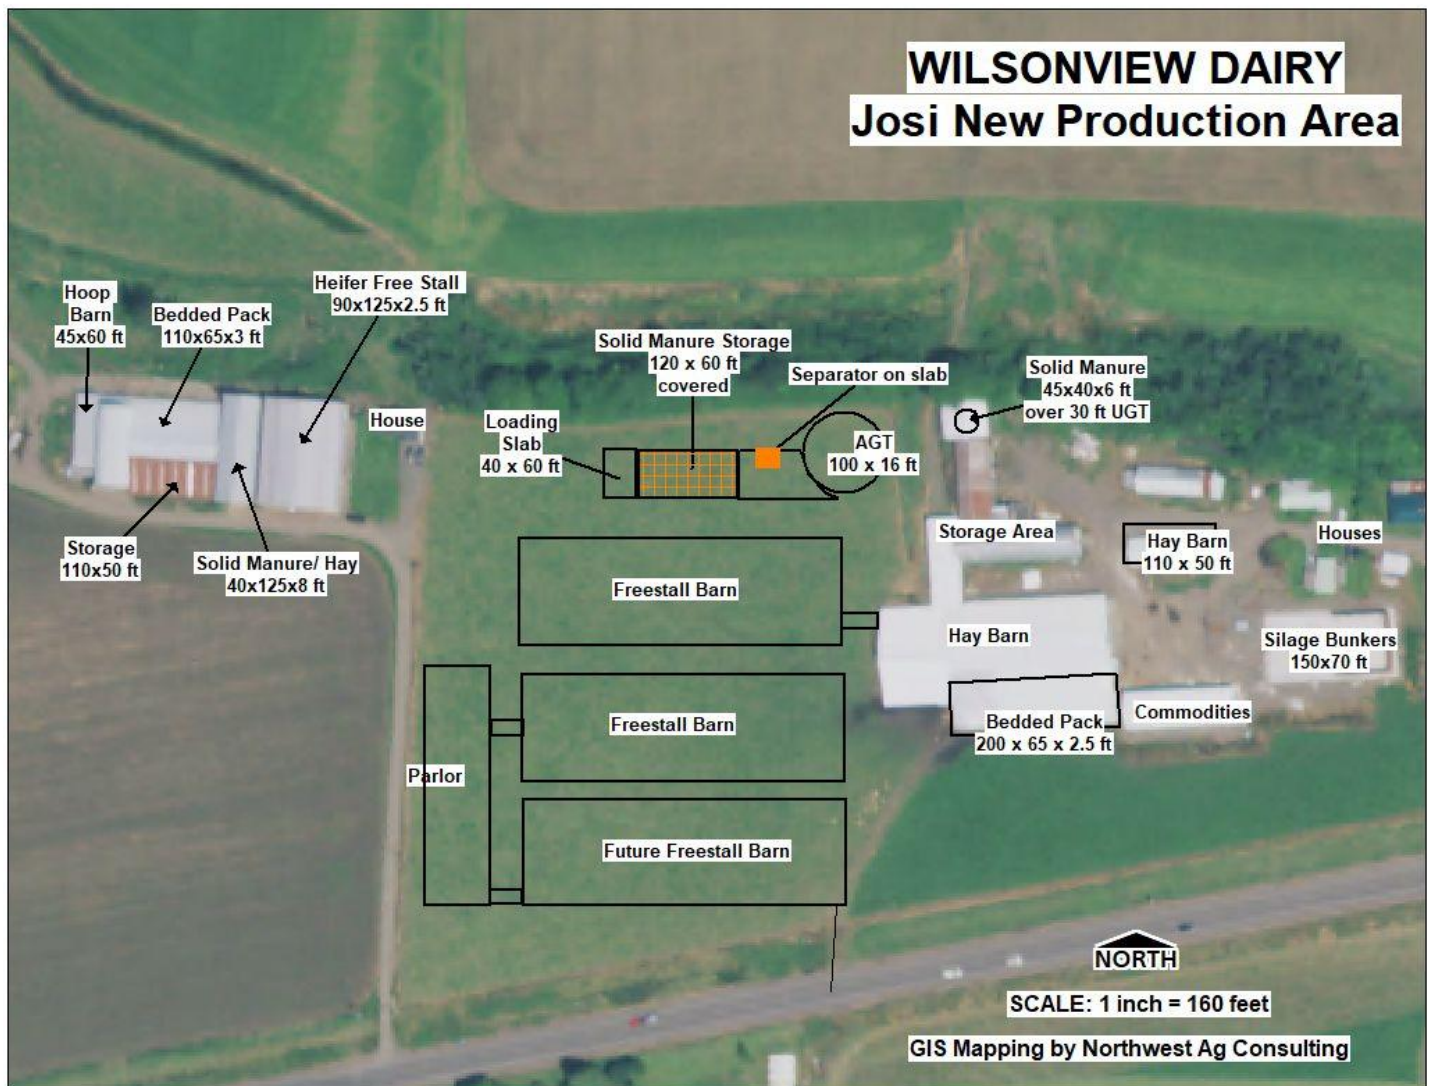 WILSONVIEW DAIRY
Josi New Production Area
Hoop
Barn
45x60 ft
Bedded Pack
110x65x3 ft
Heifer Free Stall
90x125x2.5 ft
House
Storage
110x50 ft
Solid Manure/ Hay
40x125x8 ft
Solid Manure Storage
120 x 60 ft
covered
Separator on slab
Loading
Slab
40 x 60 ft
AGT
100 x 16 ft
Solid Manure
45x40x6 ft
over 30 ft UGT
Storage Area
Hay Barn
110 x 50 ft
Houses
Freestall Barn
Hay Barn
Silage Bunkers
150x70 ft
Freestall Barn
Bedded Pack
200 x 65 x 2.5 ft
Commodities
Parlor
Future Freestall Barn
NORTH
SCALE: 1 inch = 160 feet
GIS Mapping by Northwest Ag Consulting